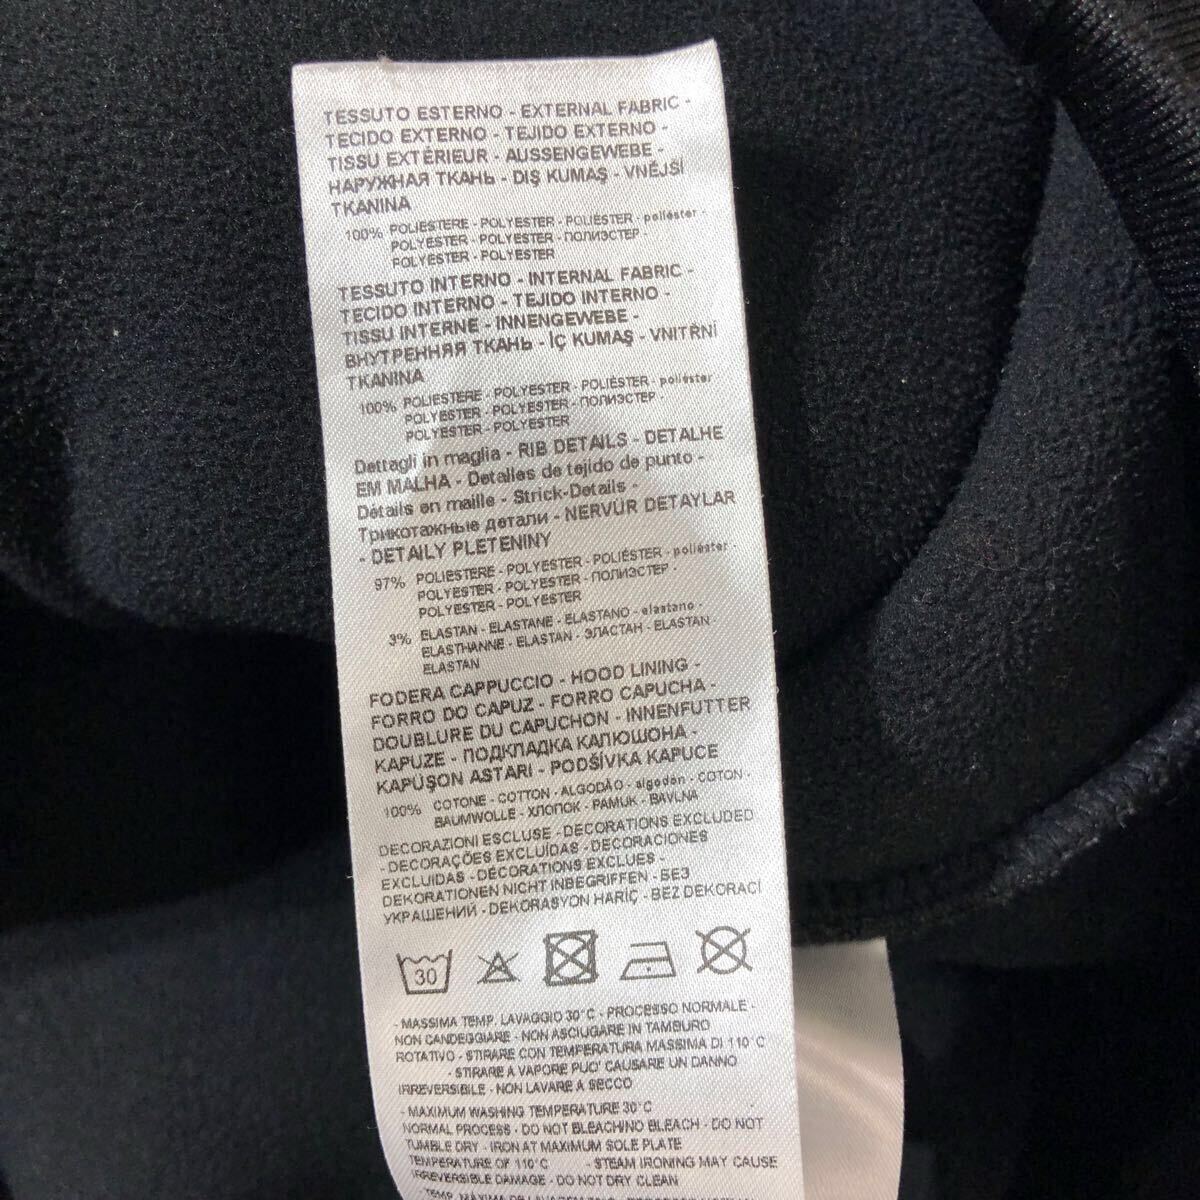 TESSUTO ESTERNO - EXTERNAL FABRIC -
TECIDO EXTERNO - TEJIDO EXTERNO -
TISSU EXTÉRIEUR - AUSSENGEWEBE -
НАРУЖНАЯ ТКАНЬ - DIŞ KUMAŞ - VNĚJŠÍ
TKANINA
100% POLIESTERE - POLYESTER - POLIÉSTER - poliéster -
POLYESTER - POLYESTER - ПОЛИЭСТЕР -
POLYESTER - POLYESTER
TESSUTO INTERNO - INTERNAL FABRIC -
TECIDO INTERNO - TEJIDO INTERNO -
TISSU INTERNE - INNENGEWEBE -
ВНУТРЕННЯЯ ТКАНЬ - İÇ KUMAŞ - VNITŘNÍ
TKANINA
100% POLIESTERE - POLYESTER - POLIÉSTER - poliéster
POLYESTER - POLYESTER - ПОЛИЭСТЕР -
POLYESTER - POLYESTER
Dettagli in maglia - RIB DETAILS - DETALHE
EM MALHA - Detalles de tejido de punto -
Détails en maille - Strick-Details -
Трикотажные детали - NERVÜR DETAYLAR
- DETAILY PLETENINY
97% POLIESTERE - POLYESTER - POLIÉSTER - poliéster -
POLYESTER - POLYESTER - ПОЛИЭСТЕР -
POLYESTER - POLYESTER
3% ELASTAN - ELASTANE - ELASTANO - elastano -
ELASTHANNE - ELASTAN - ЭЛАСТАН - ELASTAN -
ELASTAN
FODERA CAPPUCCIO - HOOD LINING -
FORRO DO CAPUZ - FORRO CAPUCHA -
DOUBLURE DU CAPUCHON - INNENFUTTER
KAPUZE - ПОДКЛАДКА КАПЮШОНА -
KAPÜŞON ASTARI - PODŠÍVKA KAPUCE
100% COTONE - COTTON - ALGODÃO - algodón - COTON -
BAUMWOLLE - ХЛОПОК - PAMUK - BAVLNA
DECORAZIONI ESCLUSE - DECORATIONS EXCLUDED
- DECORAÇÕES EXCLUÍDAS - DECORACIONES
EXCLUIDAS - DÉCORATIONS EXCLUES -
DEKORATIONEN NICHT INBEGRIFFEN - БЕЗ
УКРАШЕНИЙ - DEKORASYON HARİÇ - BEZ DEKORACÍ
30
- MASSIMA TEMP. LAVAGGIO 30°C - PROCESSO NORMALE -
NON CANDEGGIARE - NON ASCIUGARE IN TAMBURO
ROTATIVO - STIRARE CON TEMPERATURA MASSIMA DI 110°C
- STIRARE A VAPORE PUO' CAUSARE UN DANNO
IRREVERSIBILE - NON LAVARE A SECCO
- MAXIMUM WASHING TEMPERATURE 30°C
NORMAL PROCESS - DO NOT BLEACHINO BLEACH - DO NOT
TUMBLE DRY - IRON AT MAXIMUM SOLE PLATE
TEMPERATURE OF 110°C - STEAM IRONING MAY CAUSE
IRREVERSIBLE DAMAGE - DO NOT DRY CLEAN
- TEMP. MÁXIMA DE LAVAGEM